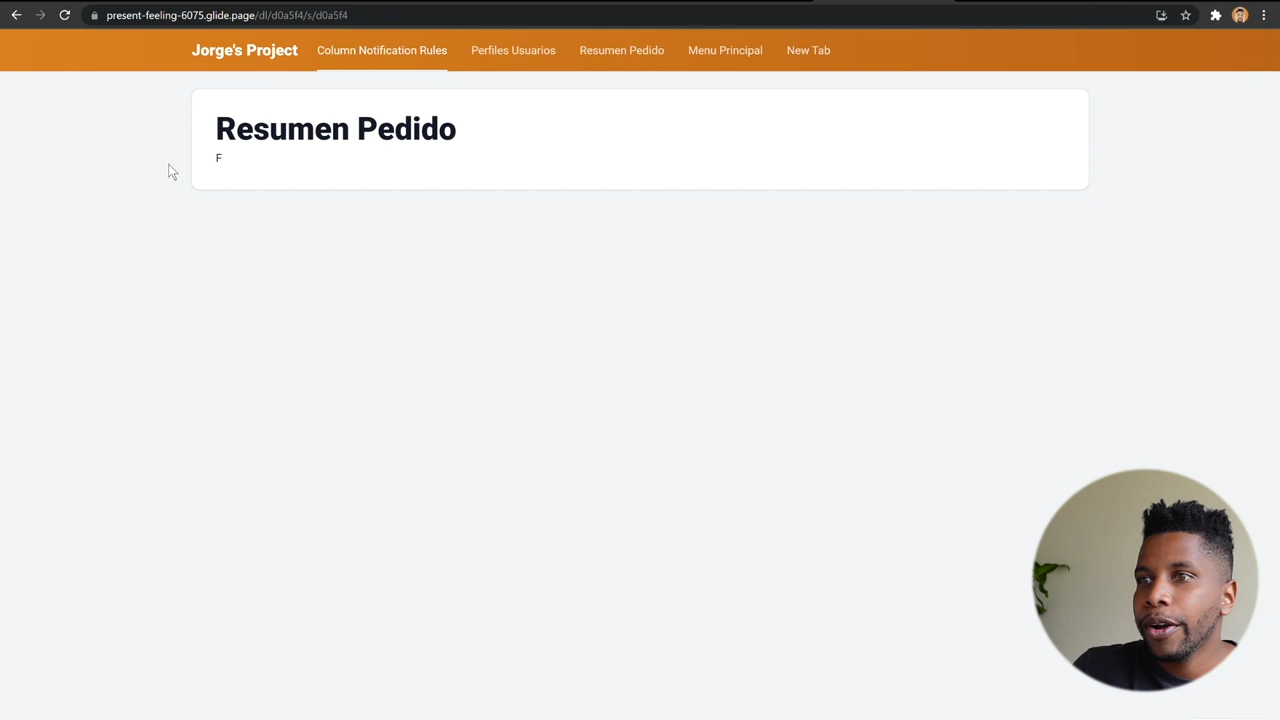 present-feeling-6075.glide.page/dl/d0a5f4/s/d0a5f4
Jorge's Project Column Notification Rules Perfiles Usuarios Resumen Pedido Menu Principal New Tab
Resumen Pedido
F